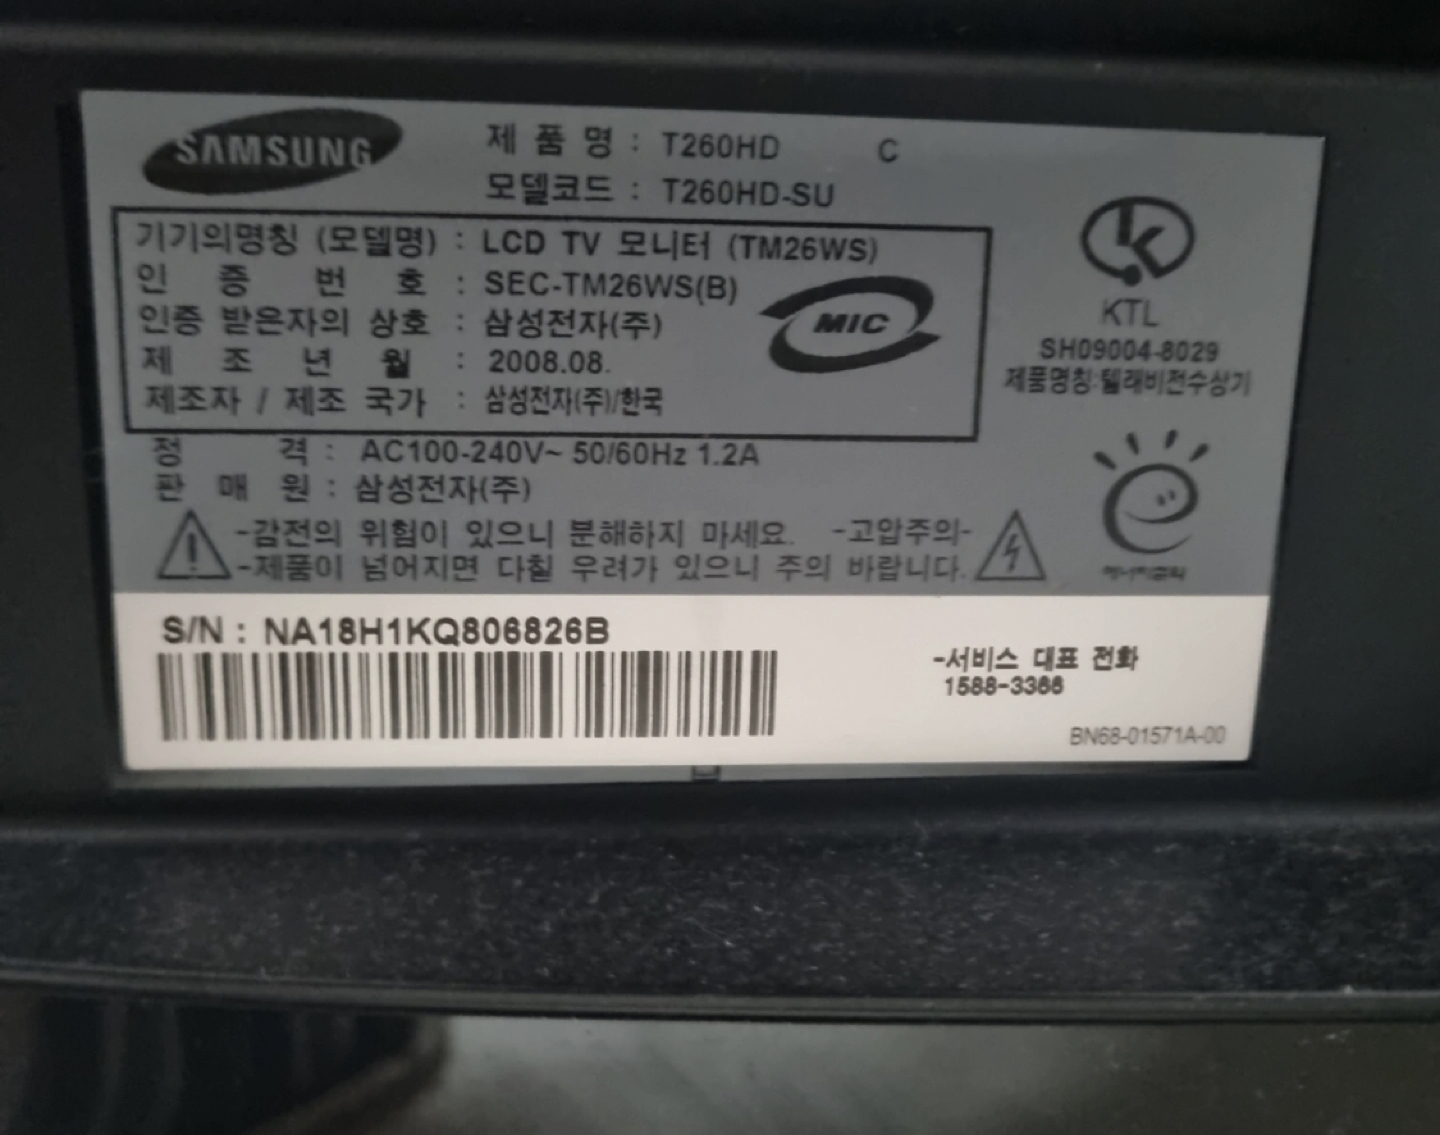 SAMSUNG
제 품 명 : T260HD C
모델코드 : T260HD-SU
기기의명칭 (모델명) : LCD TV 모니터 (TM26WS)
인 증 번 호 : SEC-TM26WS(B)
인증 받은자의 상호 : 삼성전자(주)
제 조 년 월 : 2008.08.
제조자 / 제조 국가 : 삼성전자(주)/한국
MIC
KTL
SH09004-8029
제품명칭:텔레비전수상기
정 격 : AC100-240V~ 50/60Hz 1.2A
판 매 원 : 삼성전자(주)
-감전의 위험이 있으니 분해하지 마세요. -고압주의-
-제품이 넘어지면 다칠 우려가 있으니 주의 바랍니다.
에너지절약
S/N : NA18H1KQ806826B
-서비스 대표 전화
1588-3366
BN68-01571A-00